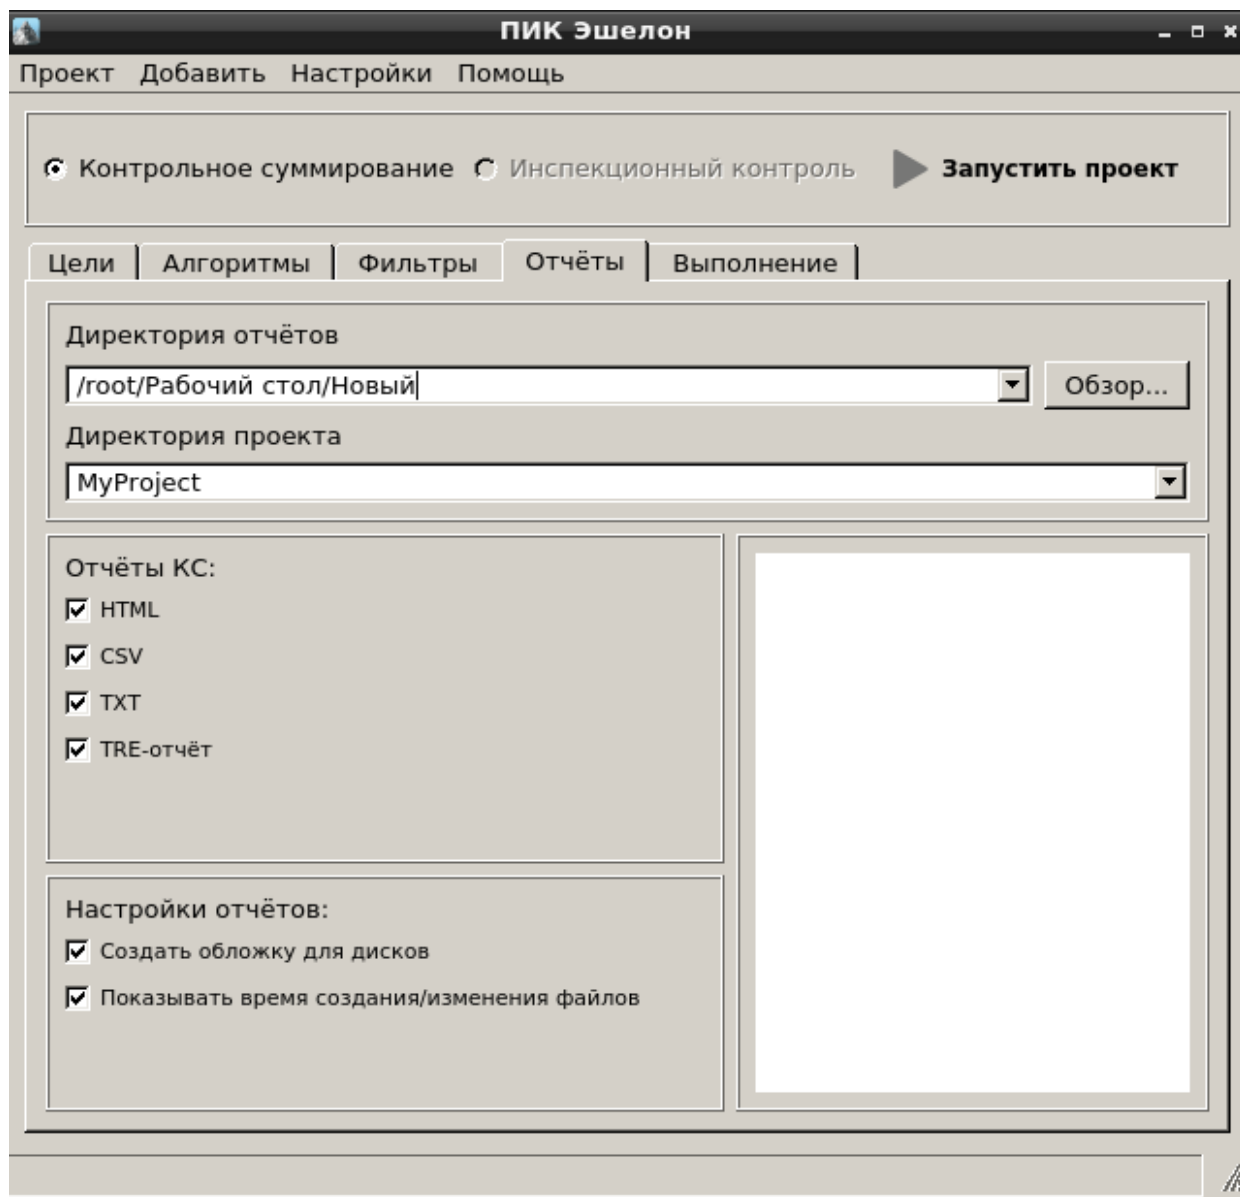 ПИК Эшелон
Проект Добавить Настройки Помощь
Контрольное суммирование Инспекционный контроль Запустить проект
Цели Алгоритмы Фильтры Отчёты Выполнение
Директория отчётов
/root/Рабочий стол/Новый Обзор...
Директория проекта
MyProject
Отчёты КС:
HTML
CSV
TXT
TRE-отчёт
Настройки отчётов:
Создать обложку для дисков
Показывать время создания/изменения файлов